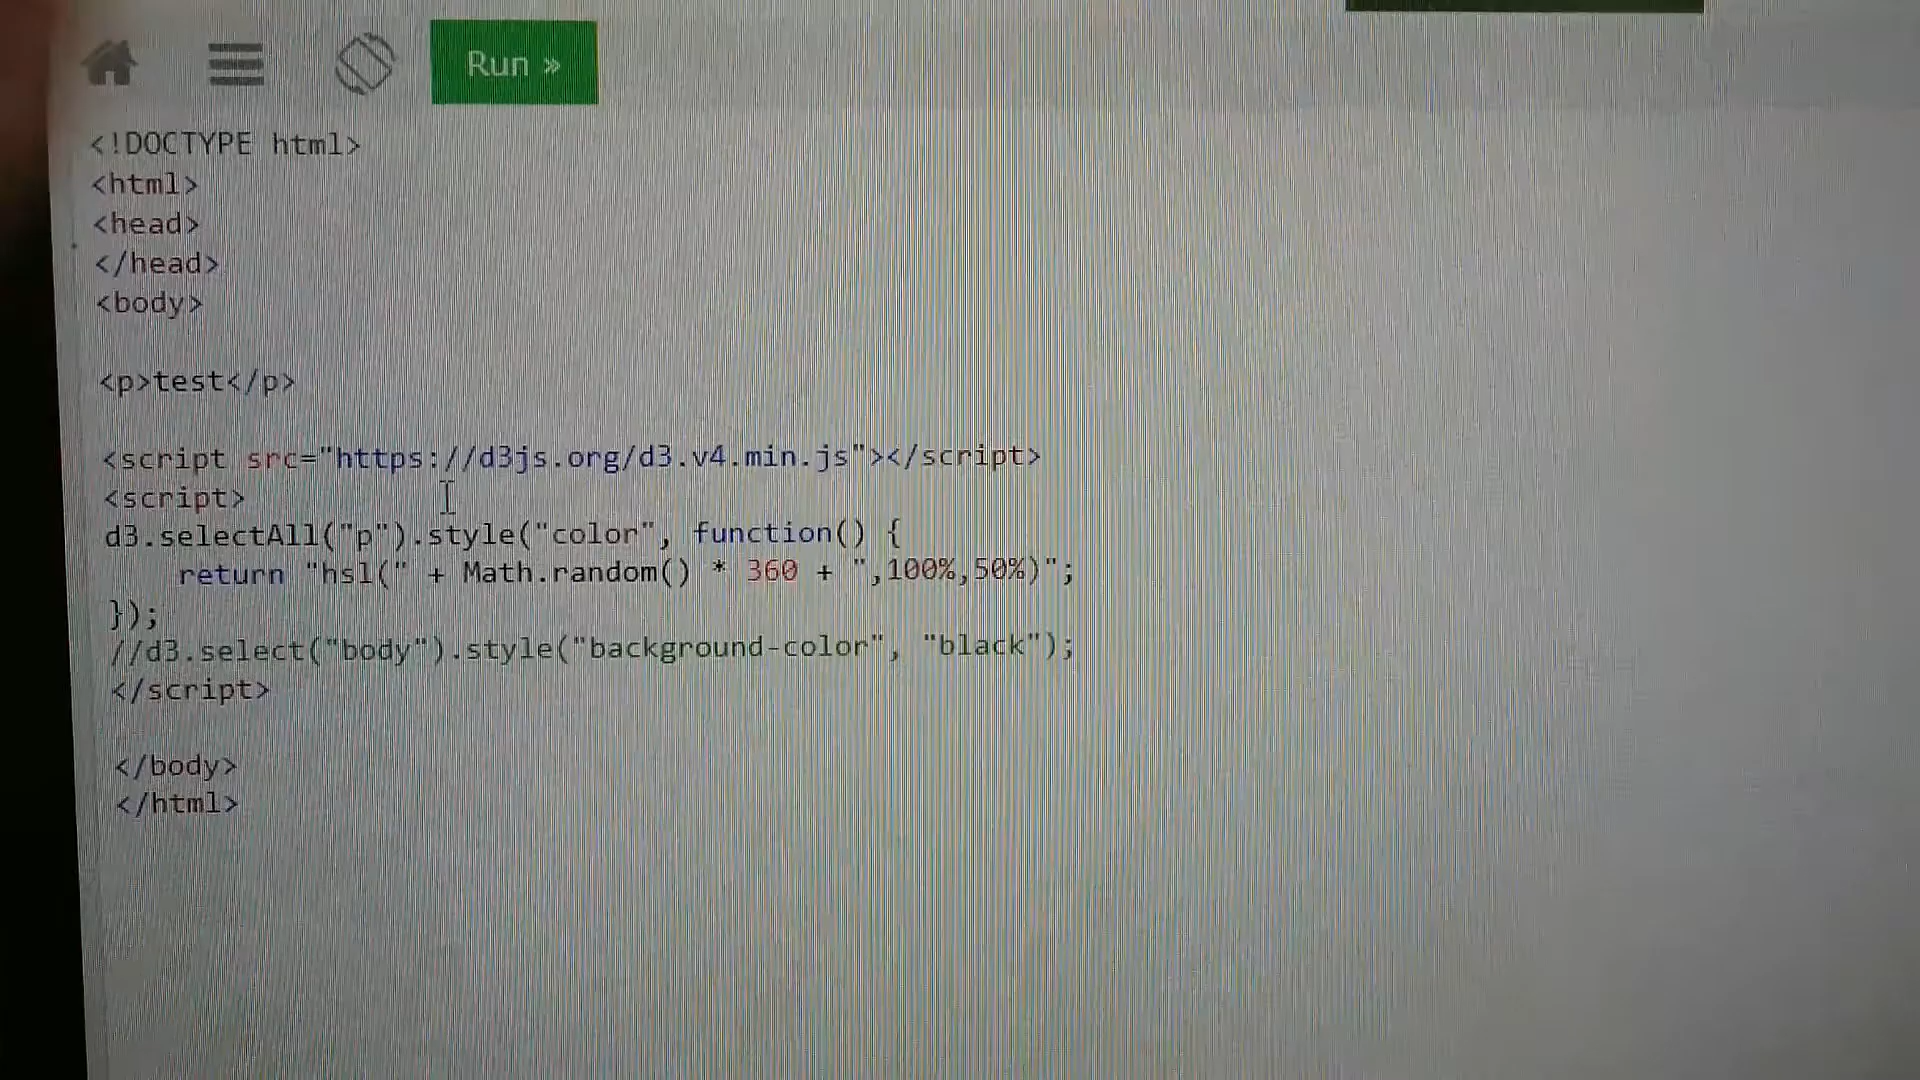 Run »
<!DOCTYPE html>
<html>
<head>
</head>
<body>
<p>test</p>
<script src="https://d3js.org/d3.v4.min.js"></script>
<script>
d3.selectAll("p").style("color", function() {
    return "hsl(" + Math.random() * 360 + ",100%,50%)";
});
//d3.select("body").style("background-color", "black");
</script>
</body>
</html>